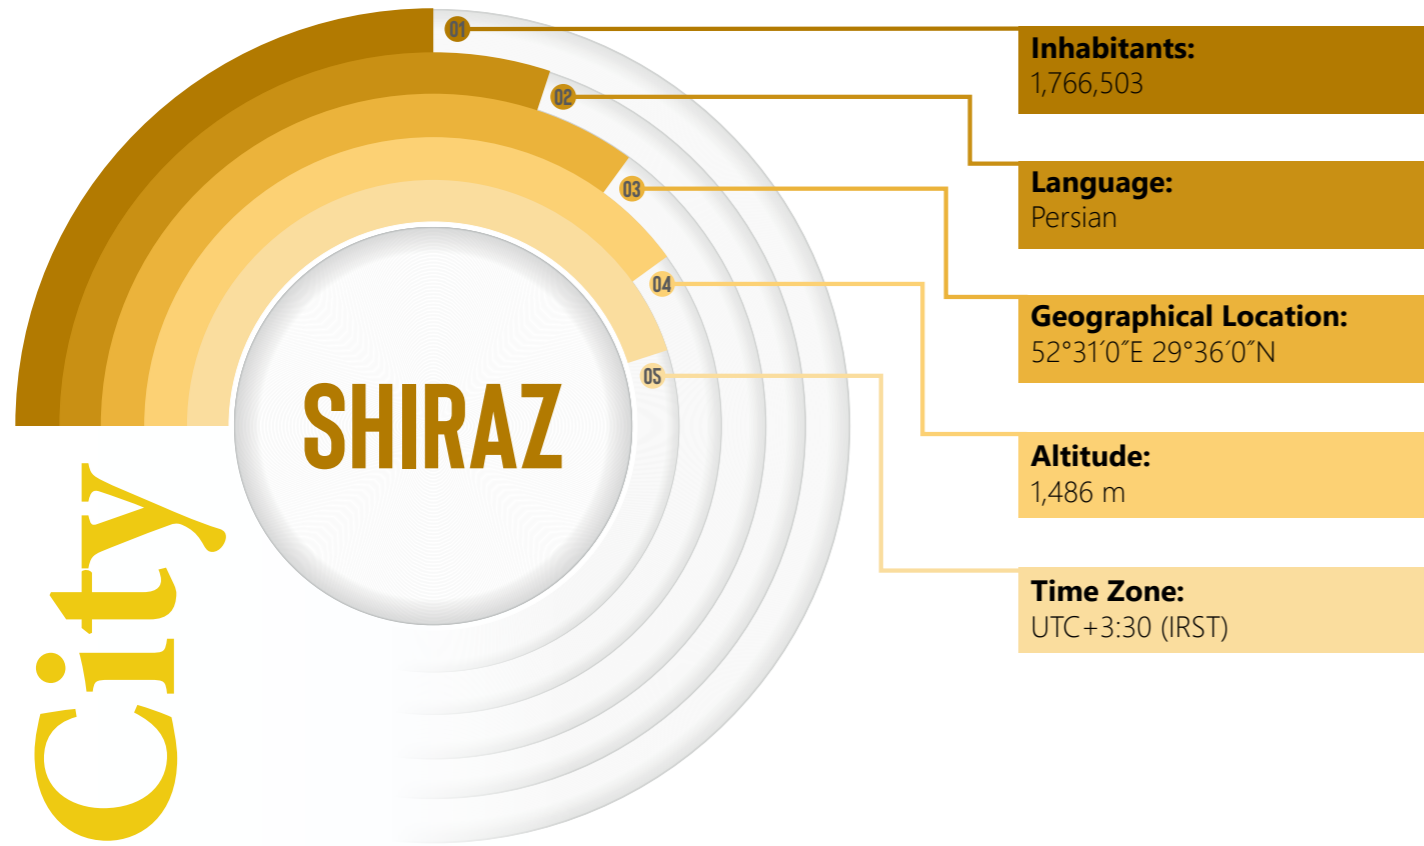 City
SHIRAZ
01
Inhabitants:
1,766,503
02
Language:
Persian
03
Geographical Location:
52°31′0″E 29°36′0″N
04
Altitude:
1,486 m
05
Time Zone:
UTC+3:30 (IRST)